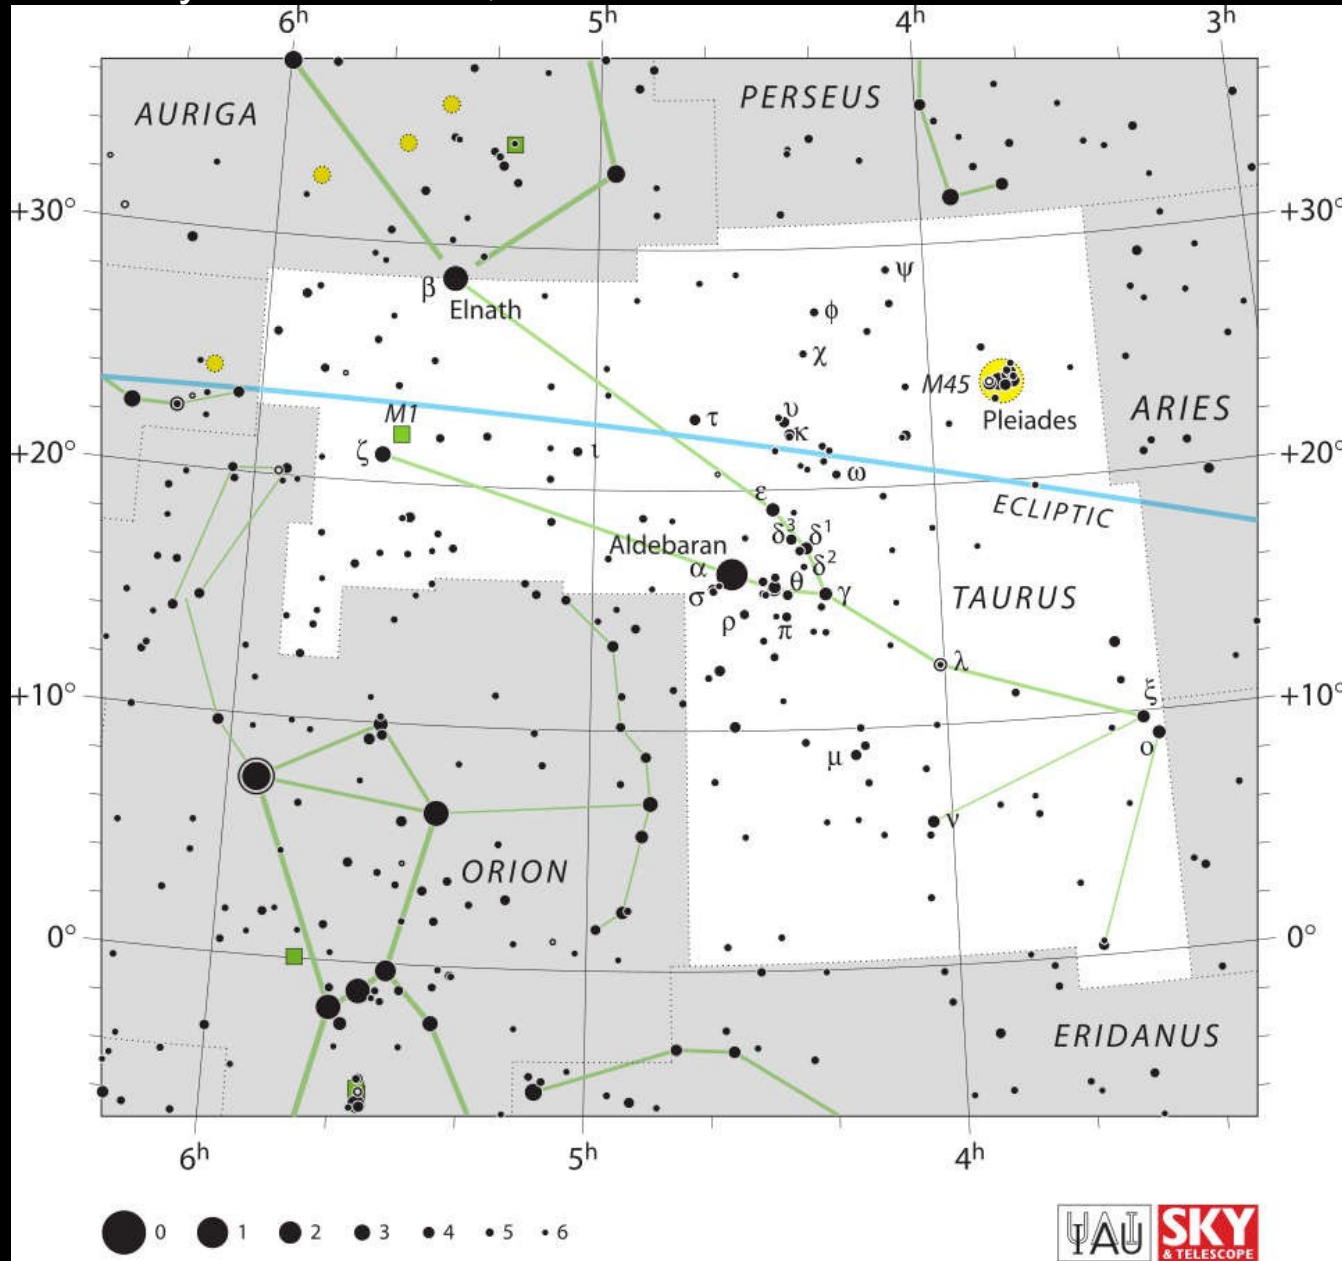 6h 5h 4h 3h
AURIGA
PERSEUS
+30° +30°
ψ
β
Elnath
ϕ
χ
M45
Pleiades
ARIES
M1
τ
υ
κ
ζ
ι
+20° +20°
ω
ε
ECLIPTIC
δ3 δ1
Aldebaran
δ2
α
θ
γ
TAURUS
σ
ρ
π
λ
+10° +10°
ξ
ο
μ
ν
ORION
0° 0°
ERIDANUS
6h 5h 4h
0 1 2 3 4 5 6
IAU SKY
& TELESCOPE